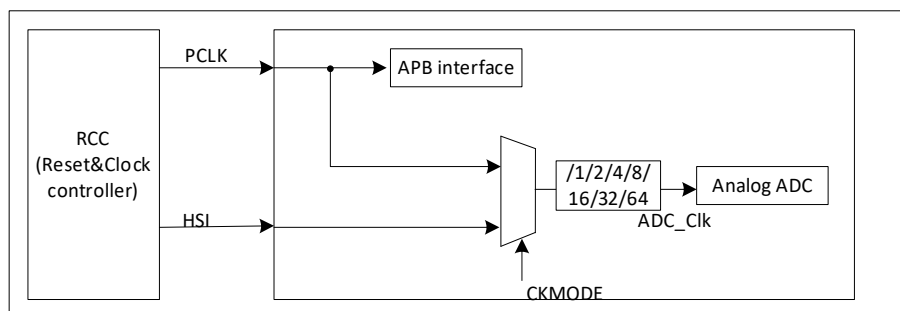 PCLK
APB interface
RCC
(Reset&Clock
controller)
/1/2/4/8/
16/32/64
Analog ADC
HSI
ADC_Clk
CKMODE